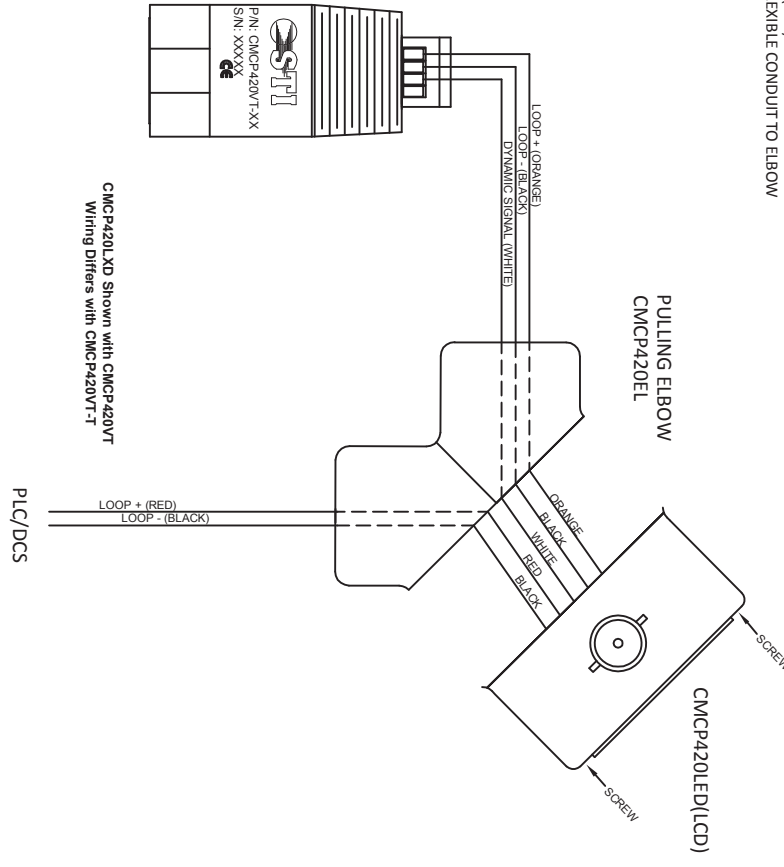 EXIBLE CONDUIT TO ELBOW
STI
P/N: CMCP420VT-XX
S/N: XXXXX
CE
LOOP + (ORANGE)
LOOP - (BLACK)
DYNAMIC SIGNAL (WHITE)
PULLING ELBOW
CMCP420EL
CMCP420LXD Shown with CMCP420VT
Wiring Differs with CMCP420VT-T
ORANGE
BLACK
WHITE
RED
BLACK
SCREW
CMCP420LED(LCD)
SCREW
LOOP + (RED)
LOOP - (BLACK)
PLC/DCS